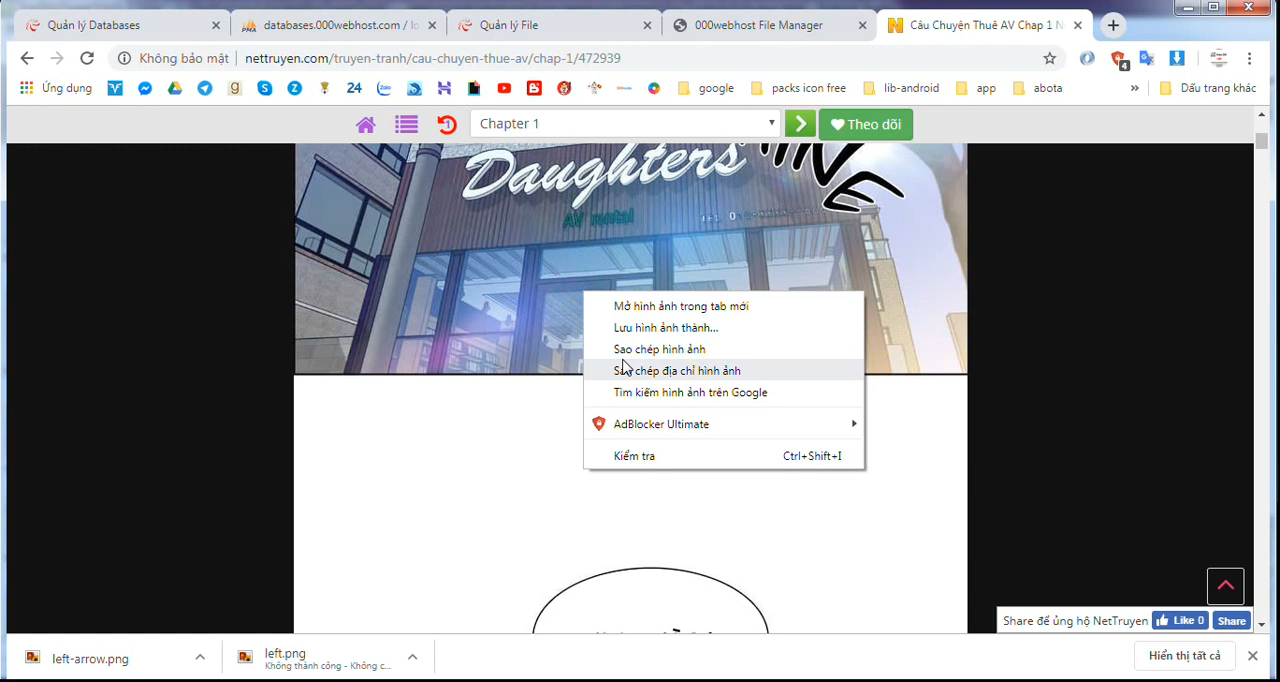 Quản lý Databases
databases.000webhost.com / lo
Quản lý File
000webhost File Manager
Câu Chuyện Thuê AV Chap 1 N
Không bảo mật
nettruyen.com/truyen-tranh/cau-chuyen-thue-av/chap-1/472939
4
Ứng dụng
24
Zalo
google
packs icon free
lib-android
app
abota
»
Dấu trang khác
Chapter 1
Theo dõi
Daughters
AV rental
Mở hình ảnh trong tab mới
Lưu hình ảnh thành...
Sao chép hình ảnh
Sao chép địa chỉ hình ảnh
Tìm kiếm hình ảnh trên Google
AdBlocker Ultimate
Kiểm tra
Ctrl+Shift+I
Share để ủng hộ NetTruyen
Like 0
Share
left-arrow.png
left.png
Không thành công - Không c...
Hiển thị tất cả